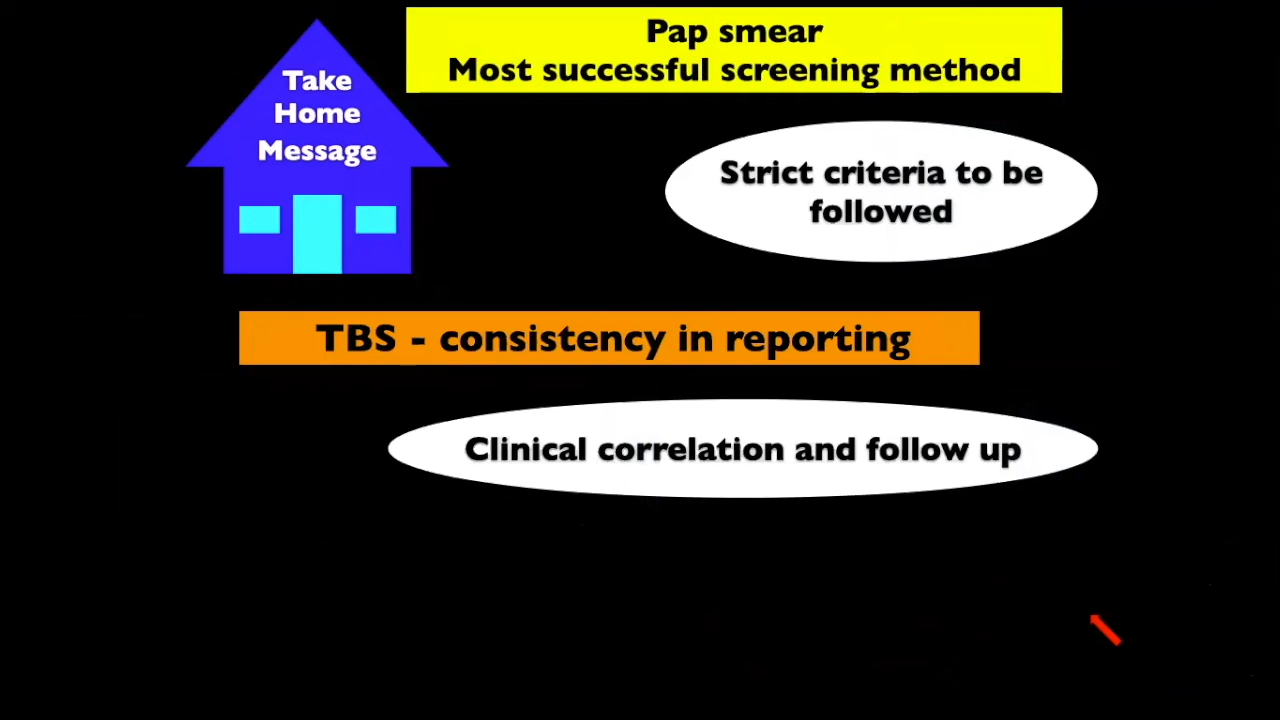 Take
Home
Message
Pap smear
Most successful screening method
Strict criteria to be
followed
TBS - consistency in reporting
Clinical correlation and follow up